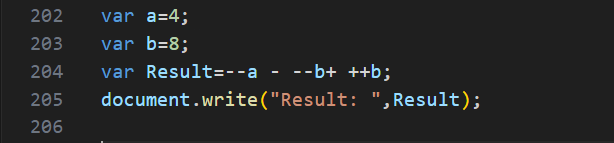 202 var a=4;
203 var b=8;
204 var Result=--a - --b+ ++b;
205 document.write("Result: ",Result);
206